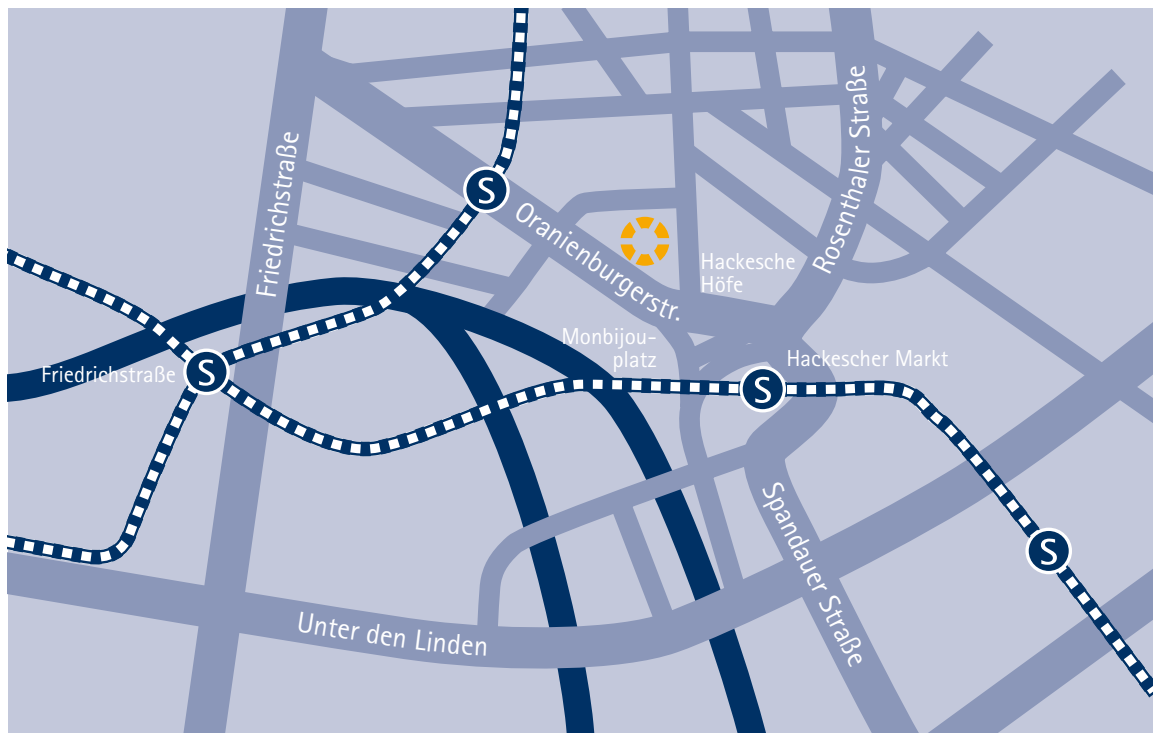 S
Friedrichstraße
Oranienburgerstr.
Rosenthaler Straße
Hackesche
Höfe
Monbijou-
platz
Hackescher Markt
Friedrichstraße
S
S
Spandauer Straße
S
Unter den Linden